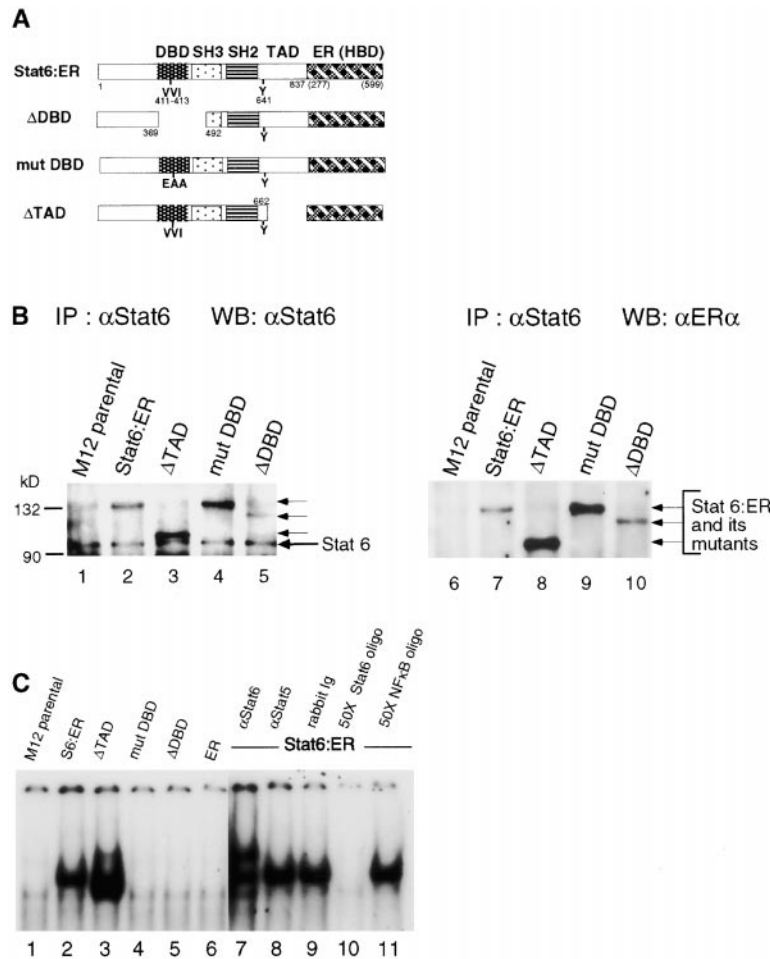 A
DBD SH3 SH2 TAD ER (HBD)
Stat6:ER
1 VVI Y 837 (277) (599)
411-413 641
ΔDBD
369 492 Y
mut DBD
EAA Y
ΔTAD
662
VVI Y
B IP : αStat6 WB: αStat6 IP : αStat6 WB: αERα
M12 parental Stat6:ER ΔTAD mut DBD ΔDBD M12 parental Stat6:ER ΔTAD mut DBD ΔDBD
kD
132
90
Stat 6
Stat 6:ER
and its
mutants
1 2 3 4 5 6 7 8 9 10
C
M12 parental S6:ER ΔTAD mut DBD ΔDBD ER αStat6 αStat5 rabbit Ig 50X Stat6 oligo 50X NFκB oligo
Stat6:ER
1 2 3 4 5 6 7 8 9 10 11